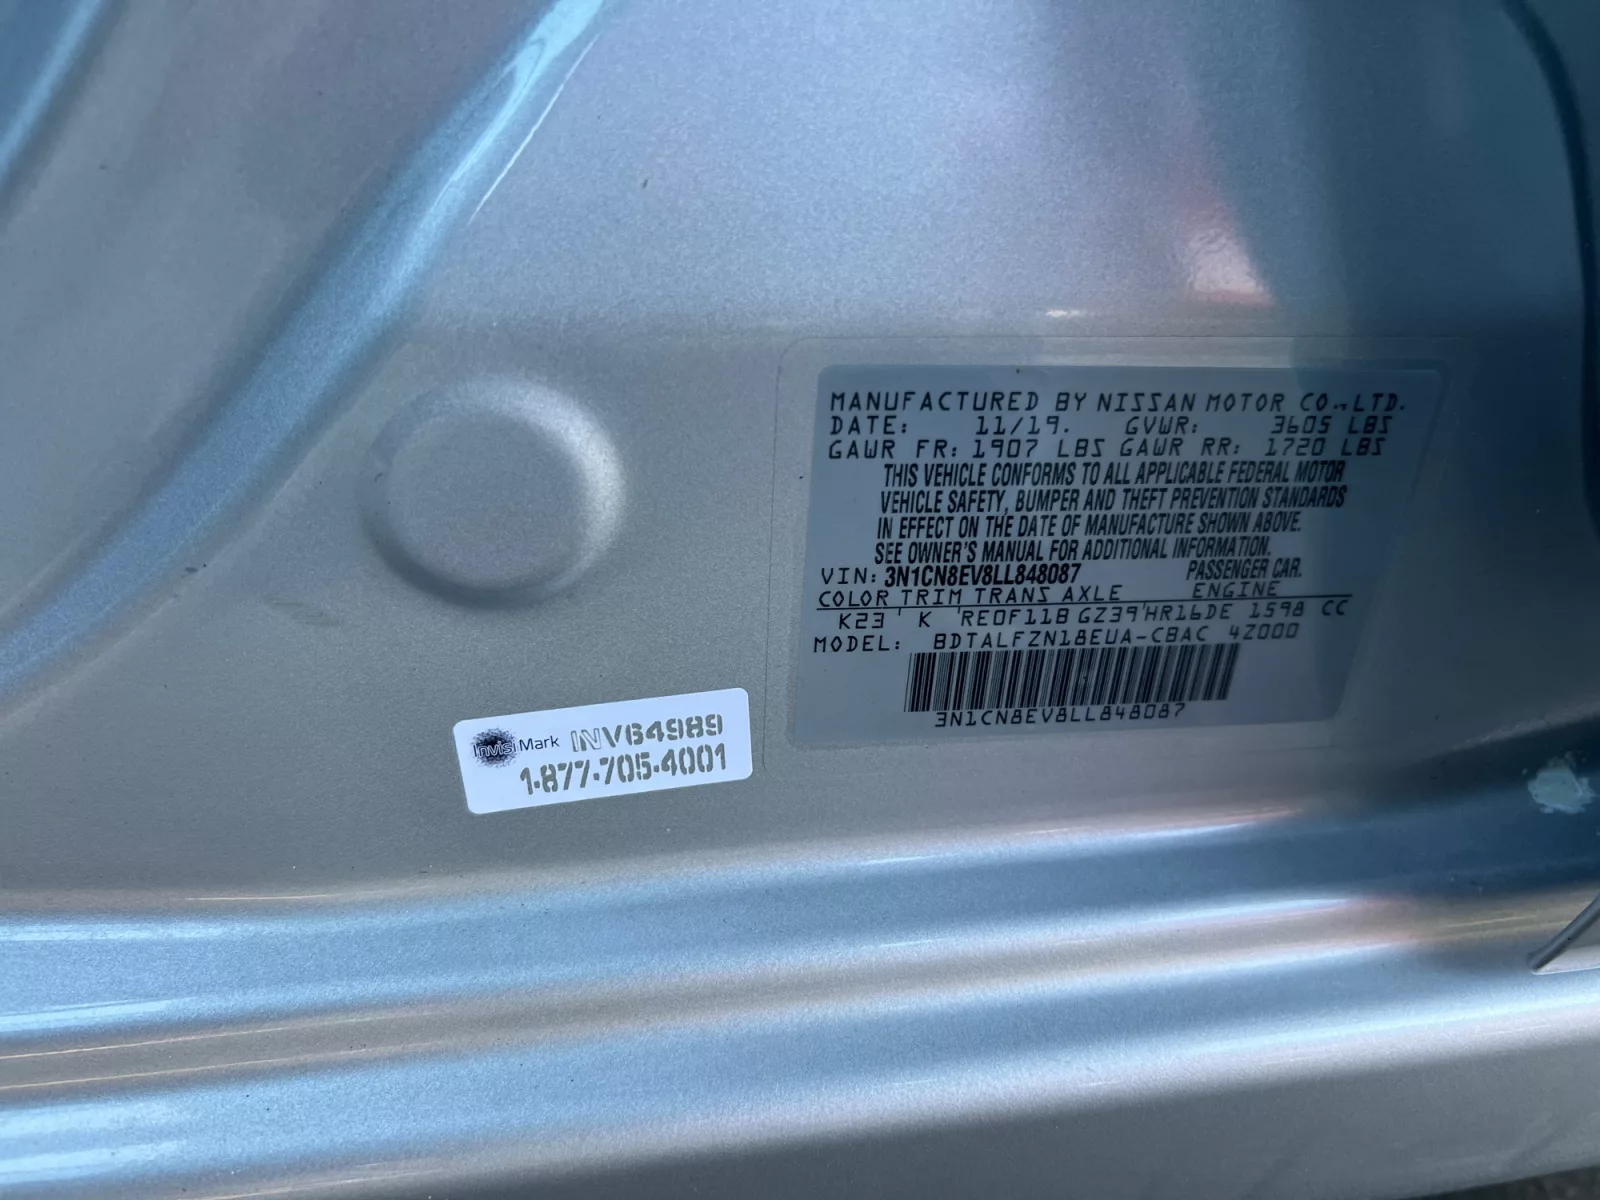 MANUFACTURED BY NISSAN MOTOR CO., LTD.
DATE: 11/19. GVWR: 3605 LBS
GAWR FR: 1907 LBS GAWR RR: 1720 LBS
THIS VEHICLE CONFORMS TO ALL APPLICABLE FEDERAL MOTOR
VEHICLE SAFETY, BUMPER AND THEFT PREVENTION STANDARDS
IN EFFECT ON THE DATE OF MANUFACTURE SHOWN ABOVE.
SEE OWNER'S MANUAL FOR ADDITIONAL INFORMATION.
VIN: 3N1CN8EV8LL848087 PASSENGER CAR.
COLOR TRIM TRANS AXLE ENGINE
K23 ' K 'RE0F11B GZ39'HR16DE 1598 CC
MODEL: BDTALFZN18EUA-CBAC 4Z000
3N1CN8EV8LL848087
InvisiMark INV64989
1-877-705-4001